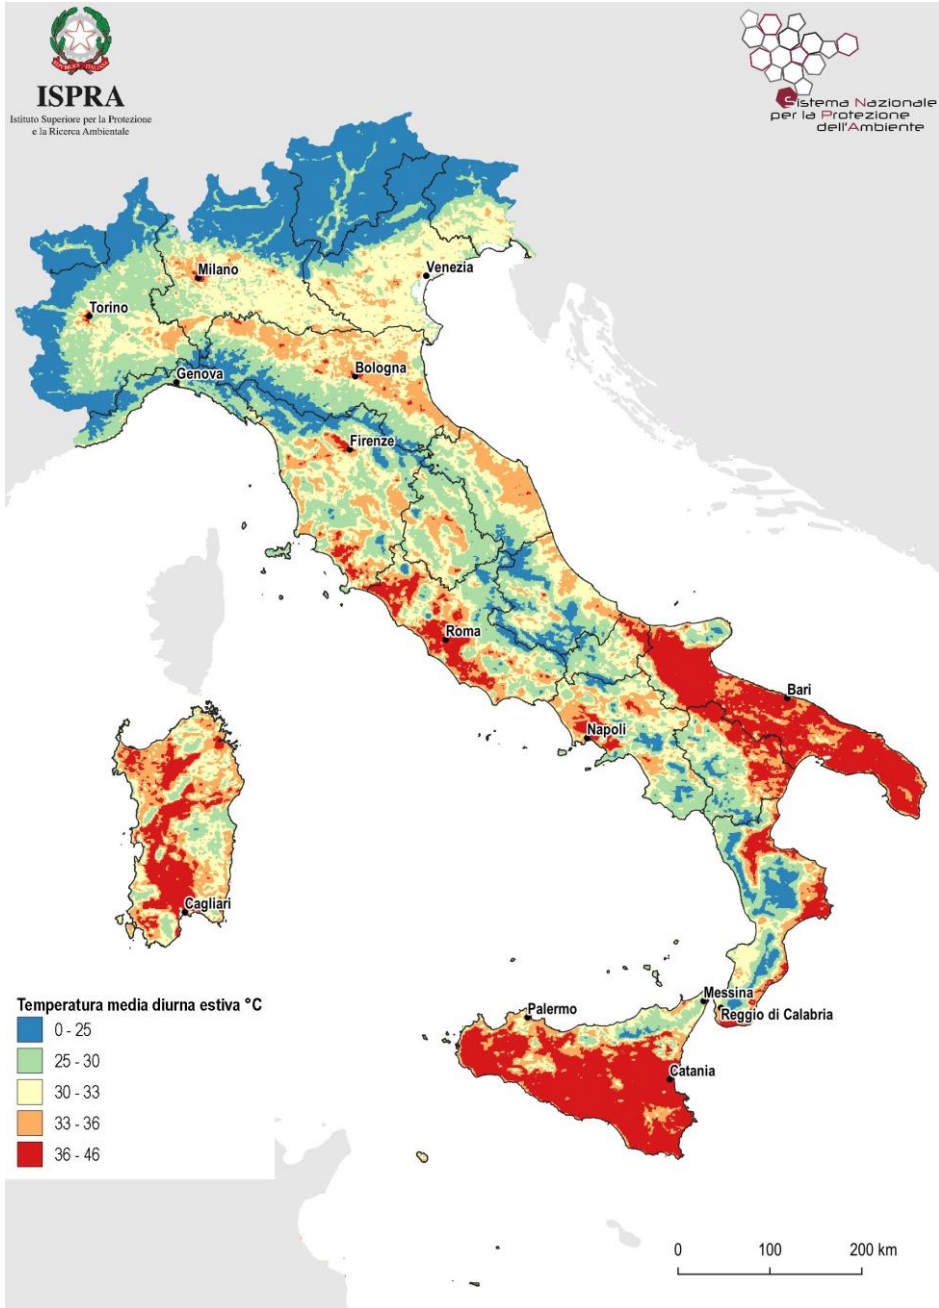 ISPRA
Istituto Superiore per la Protezione
e la Ricerca Ambientale
Sistema Nazionale
per la Protezione
dell'Ambiente
Milano
Venezia
Torino
Genova
Bologna
Firenze
Roma
Bari
Napoli
Cagliari
Messina
Reggio di Calabria
Palermo
Catania
Temperatura media diurna estiva °C
0 - 25
25 - 30
30 - 33
33 - 36
36 - 46
0 100 200 km